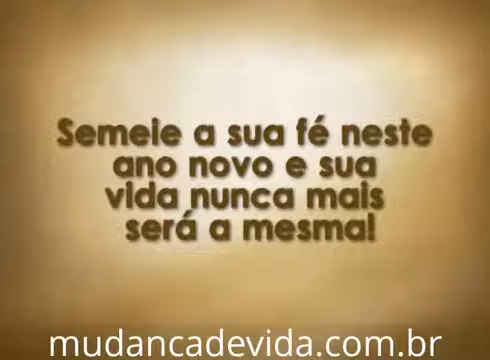 Semeie a sua fé neste
ano novo e sua
vida nunca mais
será a mesma!
mudancadevida.com.br